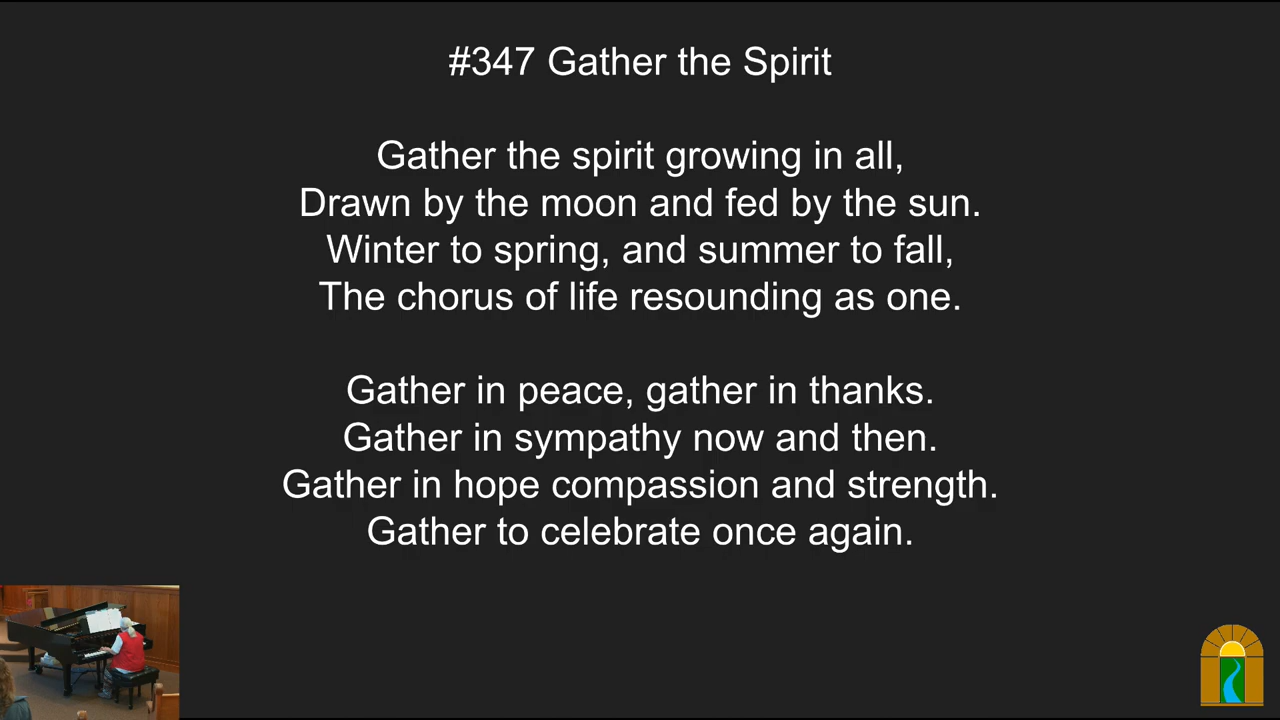 #347 Gather the Spirit
Gather the spirit growing in all,
Drawn by the moon and fed by the sun.
Winter to spring, and summer to fall,
The chorus of life resounding as one.
Gather in peace, gather in thanks.
Gather in sympathy now and then.
Gather in hope compassion and strength.
Gather to celebrate once again.